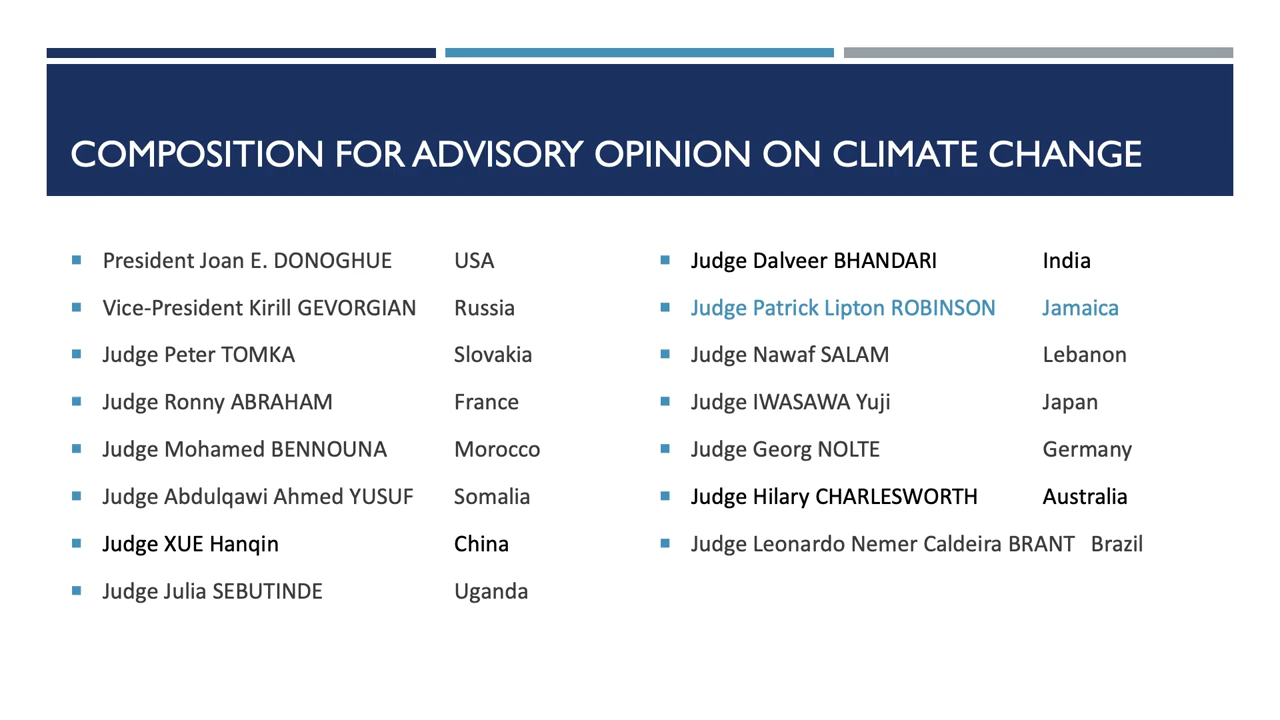 COMPOSITION FOR ADVISORY OPINION ON CLIMATE CHANGE
President Joan E. DONOGHUE USA
Vice-President Kirill GEVORGIAN Russia
Judge Peter TOMKA Slovakia
Judge Ronny ABRAHAM France
Judge Mohamed BENNOUNA Morocco
Judge Abdulqawi Ahmed YUSUF Somalia
Judge XUE Hanqin China
Judge Julia SEBUTINDE Uganda
Judge Dalveer BHANDARI India
Judge Patrick Lipton ROBINSON Jamaica
Judge Nawaf SALAM Lebanon
Judge IWASAWA Yuji Japan
Judge Georg NOLTE Germany
Judge Hilary CHARLESWORTH Australia
Judge Leonardo Nemer Caldeira BRANT Brazil